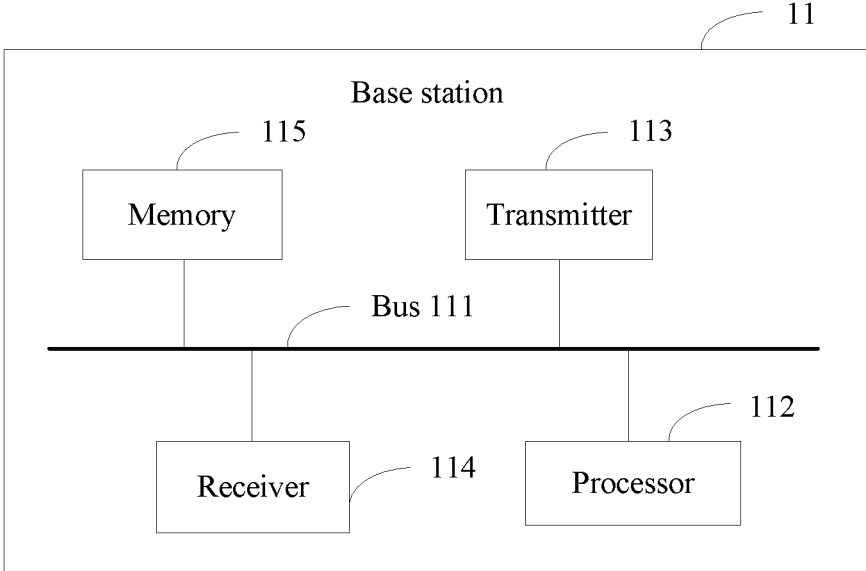 11
Base station
115
113
Memory
Transmitter
Bus 111
112
114
Receiver
Processor